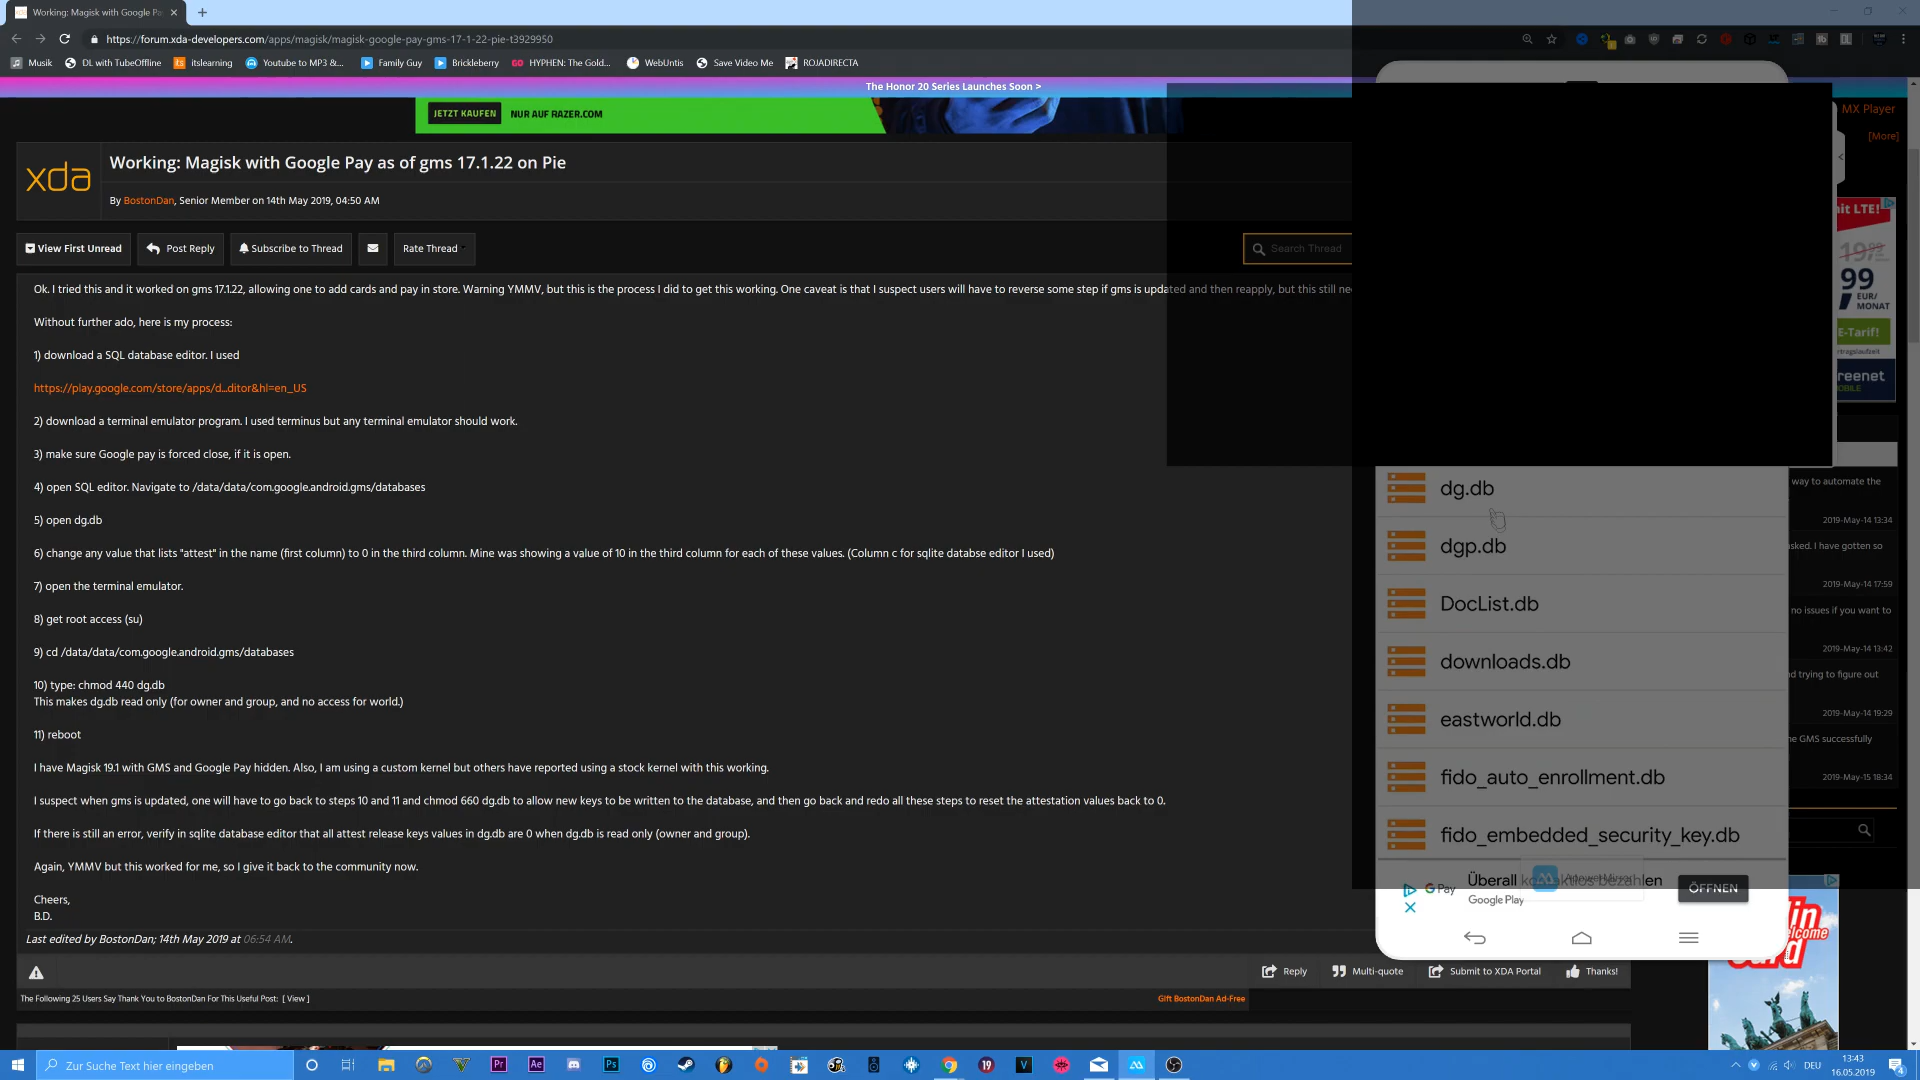 Working: Magisk with Google Pa
https://forum.xda-developers.com/apps/magisk/magisk-google-pay-gms-17-1-22-pie-t3929950
Musik
DL with TubeOffline
itslearning
Youtube to MP3 &...
Family Guy
Brickleberry
HYPHEN: The Gold...
WebUntis
Save Video Me
ROJADIRECTA
The Honor 20 Series Launches Soon >
MX Player
[More]
JETZT KAUFEN
NUR AUF RAZER.COM
xda
Working: Magisk with Google Pay as of gms 17.1.22 on Pie
By BostonDan, Senior Member on 14th May 2019, 04:50 AM
View First Unread
Post Reply
Subscribe to Thread
Rate Thread
Search Thread
Ok. I tried this and it worked on gms 17.1.22, allowing one to add cards and pay in store. Warning YMMV, but this is the process I did to get this working. One caveat is that I suspect users will have to reverse some step if gms is updated and then reapply, but this still nee
Without further ado, here is my process:
1) download a SQL database editor. I used
https://play.google.com/store/apps/d...ditor&hl=en_US
2) download a terminal emulator program. I used terminus but any terminal emulator should work.
3) make sure Google pay is forced close, if it is open.
4) open SQL editor. Navigate to /data/data/com.google.android.gms/databases
5) open dg.db
6) change any value that lists "attest" in the name (first column) to 0 in the third column. Mine was showing a value of 10 in the third column for each of these values. (Column c for sqlite databse editor I used)
7) open the terminal emulator.
8) get root access (su)
9) cd /data/data/com.google.android.gms/databases
10) type: chmod 440 dg.db
This makes dg.db read only (for owner and group, and no access for world.)
11) reboot
I have Magisk 19.1 with GMS and Google Pay hidden. Also, I am using a custom kernel but others have reported using a stock kernel with this working.
I suspect when gms is updated, one will have to go back to steps 10 and 11 and chmod 660 dg.db to allow new keys to be written to the database, and then go back and redo all these steps to reset the attestation values back to 0.
If there is still an error, verify in sqlite database editor that all attest release keys values in dg.db are 0 when dg.db is read only (owner and group).
Again, YMMV but this worked for me, so I give it back to the community now.
Cheers,
B.D.
Last edited by BostonDan; 14th May 2019 at 06:54 AM.
Reply
Multi-quote
Submit to XDA Portal
Thanks!
The Following 25 Users Say Thank You to BostonDan For This Useful Post: [ View ]
Gift BostonDan Ad-Free
dg.db
dgp.db
DocList.db
downloads.db
eastworld.db
fido_auto_enrollment.db
fido_embedded_security_key.db
G Pay
Überall kontaktlos bezahlen
Google Play
ÖFFNEN
mit LTE!
19,99
99
EUR/
MONAT
E-Tarif!
reenet
MOBILE
way to automate the
2019-May-14 13:34
sked. I have gotten so
2019-May-14 17:59
no issues if you want to
2019-May-14 13:42
d trying to figure out
2019-May-14 19:29
e GMS successfully
2019-May-15 18:34
Zur Suche Text hier eingeben
DEU
13:43
16.05.2019